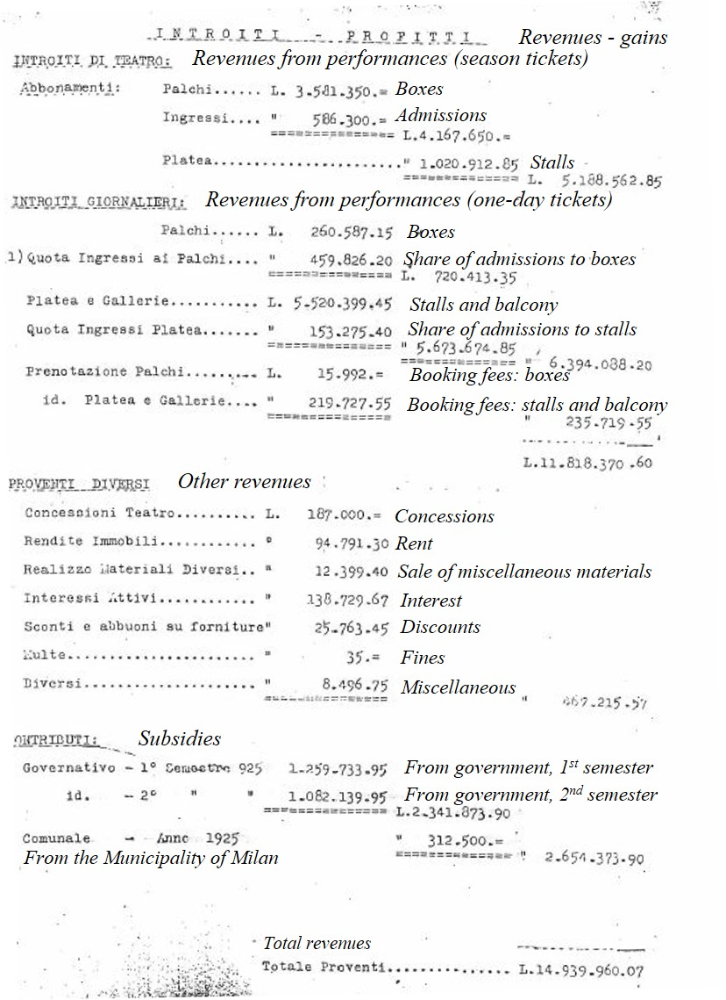 INTROITI - PROFITTI Revenues - gains
INTROITI DI TEATRO: Revenues from performances (season tickets)
Abbonamenti: Palchi...... L. 3.581.350.= Boxes
Ingressi.... " 586.300.= Admissions
=============== L.4.167.650.=
Platea......................." 1.020.912.85 Stalls
============== L. 5.188.562.85
INTROITI GIORNALIERI: Revenues from performances (one-day tickets)
Palchi...... L. 260.587.15 Boxes
1) Quota Ingressi ai Palchi.... " 459.826.20 Share of admissions to boxes
=============== L. 720.413.35
Platea e Gallerie........... L. 5.520.399.45 Stalls and balcony
Quota Ingressi Platea....... " 153.275.40 Share of admissions to stalls
=============== " 5.673.674.85
============== " 6.394.088.20
Prenotazione Palchi......... L. 15.992.= Booking fees: boxes
id. Platea e Gallerie.... " 219.727.55 Booking fees: stalls and balcony
=============== " 235.719.55
L.11.818.370.60
PROVENTI DIVERSI Other revenues
Concessioni Teatro.......... L. 187.000.= Concessions
Rendite Immobili............ " 94.791.30 Rent
Realizzo Materiali Diversi.. " 12.399.40 Sale of miscellaneous materials
Interessi Attivi............ " 138.729.67 Interest
Sconti e abbuoni su forniture" 25.763.45 Discounts
Multe....................... " 35.= Fines
Diversi..................... " 8.496.75 Miscellaneous
=============== " 467.215.57
ONTRIBUTI: Subsidies
Governativo - 1° Semestre 925 1.259.733.95 From government, 1st semester
id. - 2° " " 1.082.139.95 From government, 2nd semester
=============== L.2.341.873.90
Comunale - Anno 1925 " 312.500.=
From the Municipality of Milan ============== " 2.654.373.90
Total revenues
Totale Proventi............... L.14.939.960.07